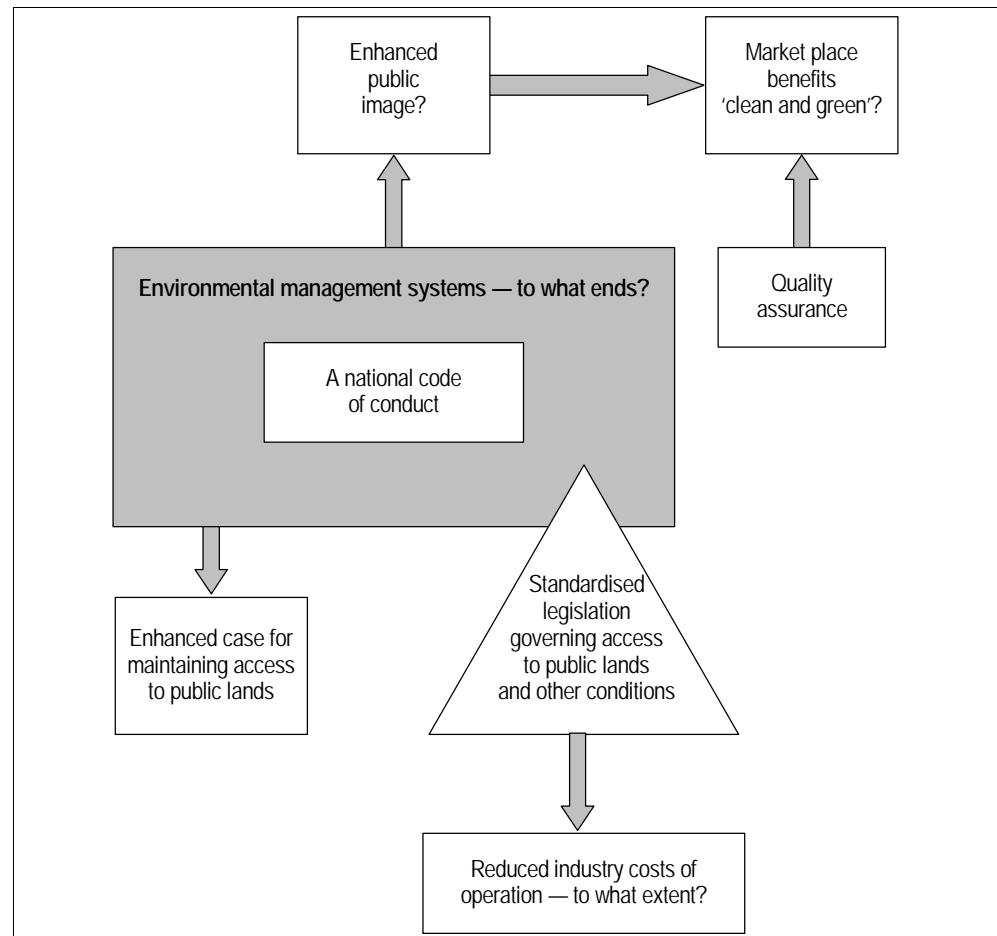 Enhanced
public
image?
Market place
benefits
‘clean and green’?
Environmental management systems — to what ends?
Quality
assurance
A national code
of conduct
Standardised
legislation
governing access
to public lands
and other conditions
Enhanced case for
maintaining access
to public lands
Reduced industry costs of
operation — to what extent?